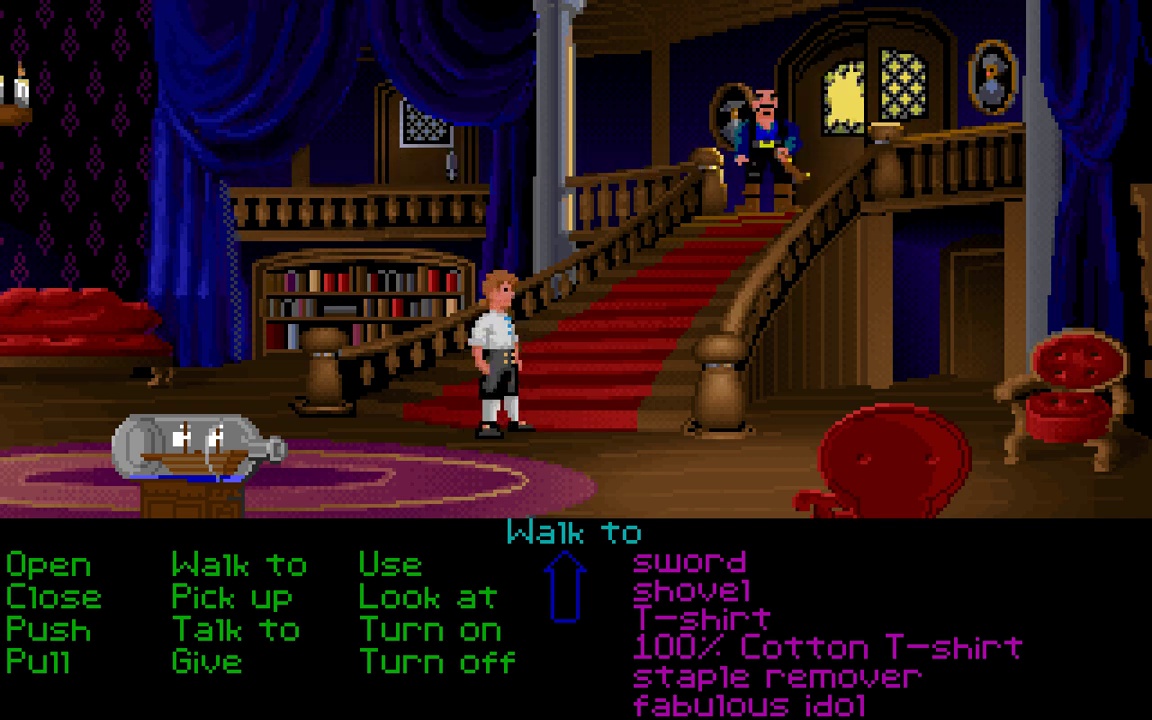 Walk to
Open Walk to Use
Close Pick up Look at
Push Talk to Turn on
Pull Give Turn off
sword
shovel
T-shirt
100% Cotton T-shirt
staple remover
fabulous idol